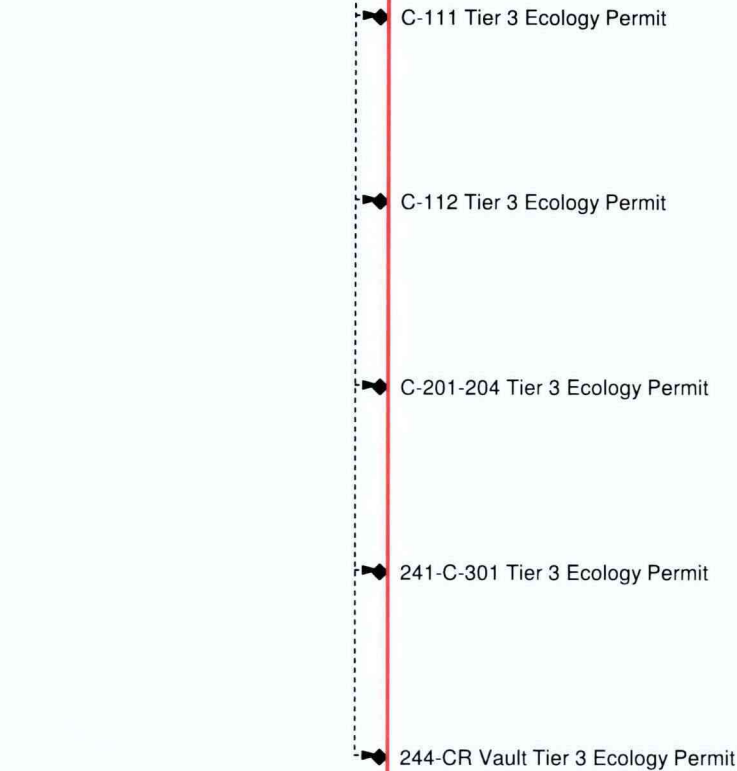 C-111 Tier 3 Ecology Permit
C-112 Tier 3 Ecology Permit
C-201-204 Tier 3 Ecology Permit
241-C-301 Tier 3 Ecology Permit
244-CR Vault Tier 3 Ecology Permit